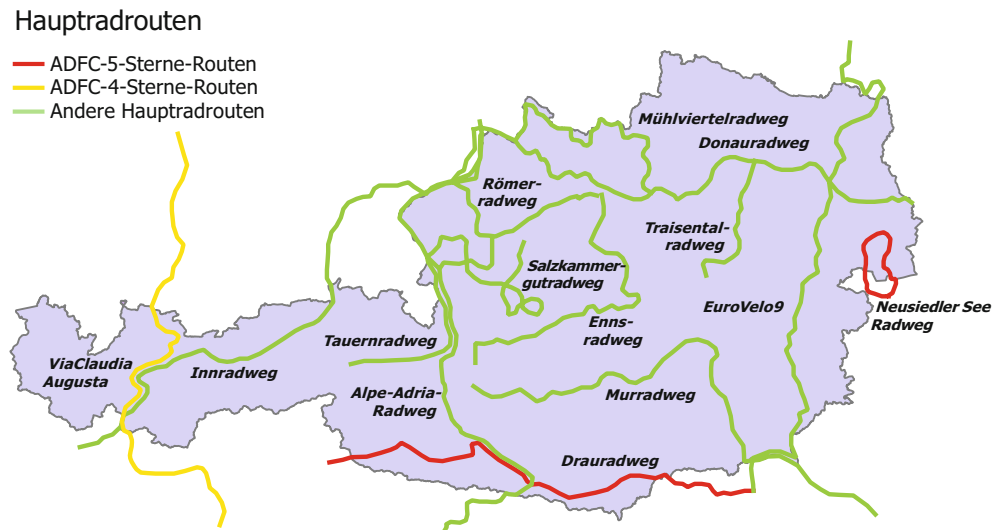 Hauptradrouten
ADFC-5-Sterne-Routen
ADFC-4-Sterne-Routen
Andere Hauptradrouten
Mühlviertelradweg
Donauradweg
Römer-
radweg
Traisental-
radweg
Salzkammer-
gutradweg
EuroVelo9
Neusiedler See
Radweg
Enns-
radweg
Tauernradweg
ViaClaudia
Augusta
Innradweg
Alpe-Adria-
Radweg
Murradweg
Drauradweg